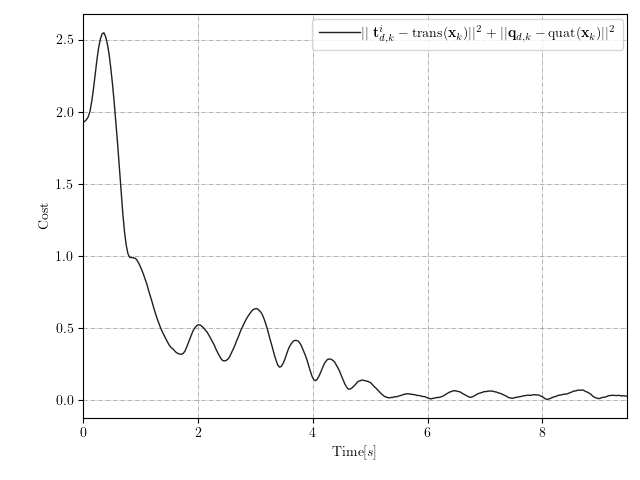 || t^i_{d,k} − trans(x_k)||^2 + ||q_{d,k} − quat(x_k)||^2
2.5
2.0
1.5
1.0
0.5
0.0
Cost
0 2 4 6 8
Time[s]